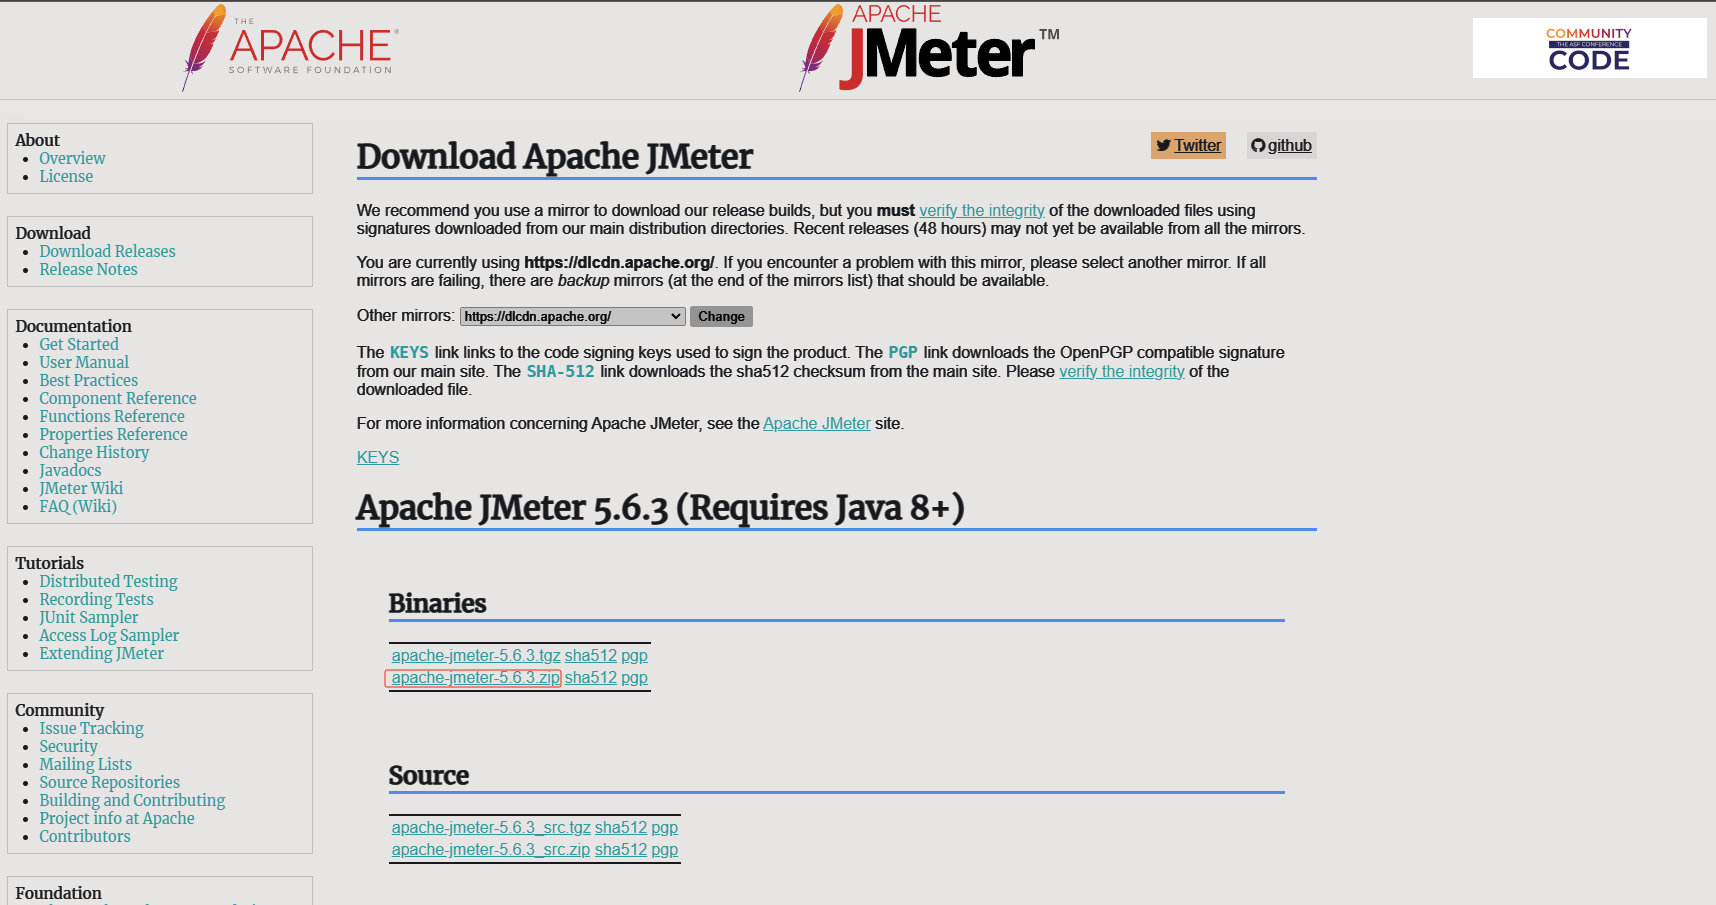 THE
APACHE®
SOFTWARE FOUNDATION
APACHE
JMeter™
COMMUNITY
THE ASF CONFERENCE
CODE
About
Overview
License
Download
Download Releases
Release Notes
Documentation
Get Started
User Manual
Best Practices
Component Reference
Functions Reference
Properties Reference
Change History
Javadocs
JMeter Wiki
FAQ (Wiki)
Tutorials
Distributed Testing
Recording Tests
JUnit Sampler
Access Log Sampler
Extending JMeter
Community
Issue Tracking
Security
Mailing Lists
Source Repositories
Building and Contributing
Project info at Apache
Contributors
Foundation
Twitter
github
Download Apache JMeter
We recommend you use a mirror to download our release builds, but you must verify the integrity of the downloaded files using
signatures downloaded from our main distribution directories. Recent releases (48 hours) may not yet be available from all the mirrors.
You are currently using https://dlcdn.apache.org/. If you encounter a problem with this mirror, please select another mirror. If all
mirrors are failing, there are backup mirrors (at the end of the mirrors list) that should be available.
Other mirrors: https://dlcdn.apache.org/ Change
The KEYS link links to the code signing keys used to sign the product. The PGP link downloads the OpenPGP compatible signature
from our main site. The SHA-512 link downloads the sha512 checksum from the main site. Please verify the integrity of the
downloaded file.
For more information concerning Apache JMeter, see the Apache JMeter site.
KEYS
Apache JMeter 5.6.3 (Requires Java 8+)
Binaries
apache-jmeter-5.6.3.tgz sha512 pgp
apache-jmeter-5.6.3.zip sha512 pgp
Source
apache-jmeter-5.6.3_src.tgz sha512 pgp
apache-jmeter-5.6.3_src.zip sha512 pgp